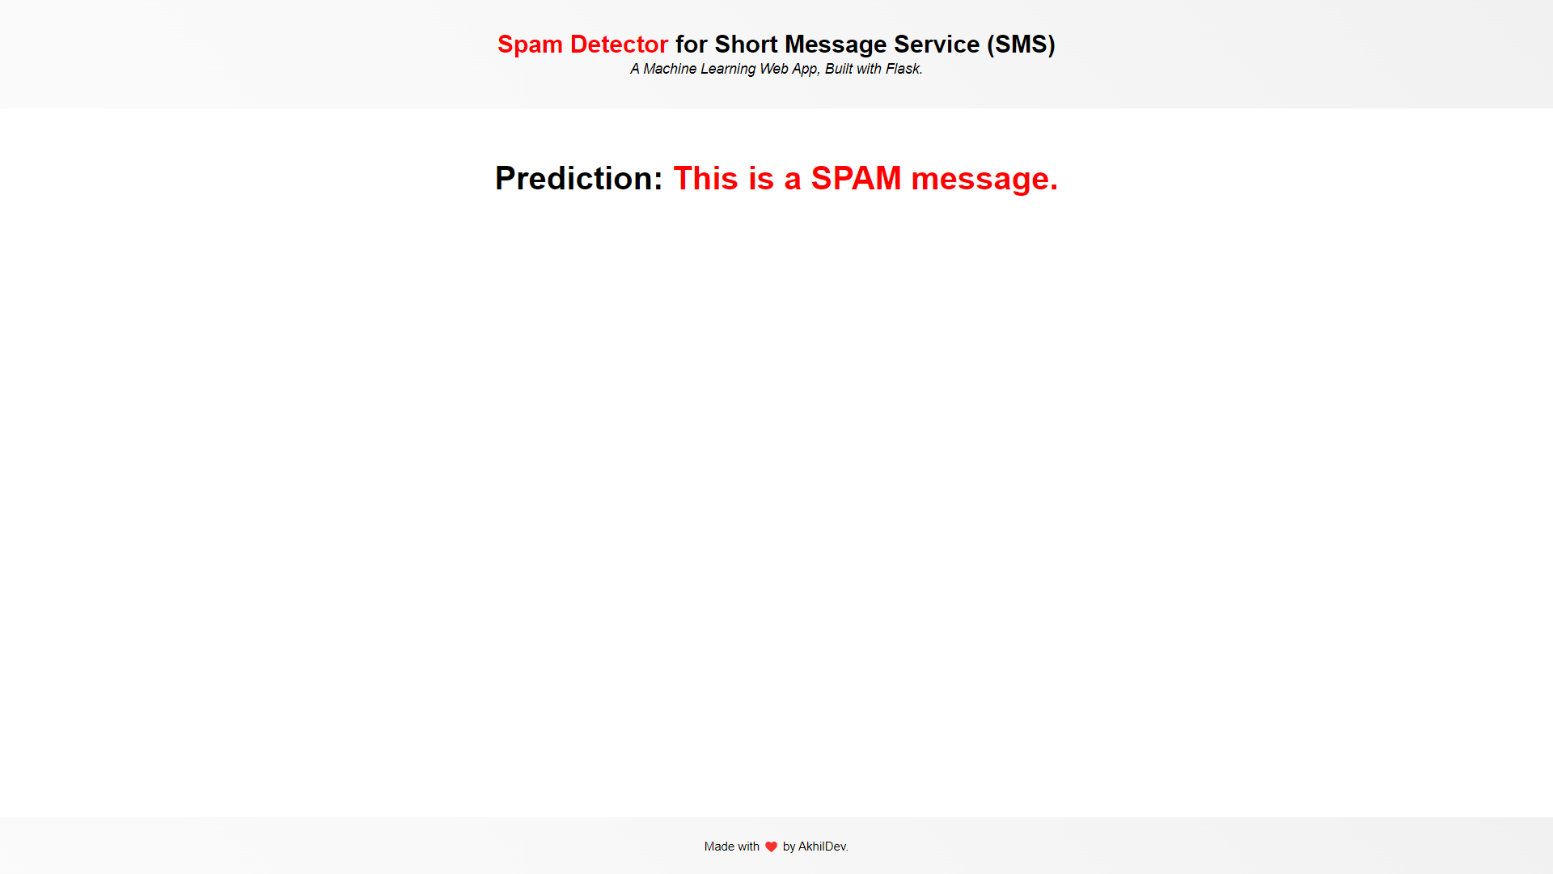 Spam Detector for Short Message Service (SMS)
A Machine Learning Web App, Built with Flask.
Prediction: This is a SPAM message.
Made with ❤ by AkhilDev.